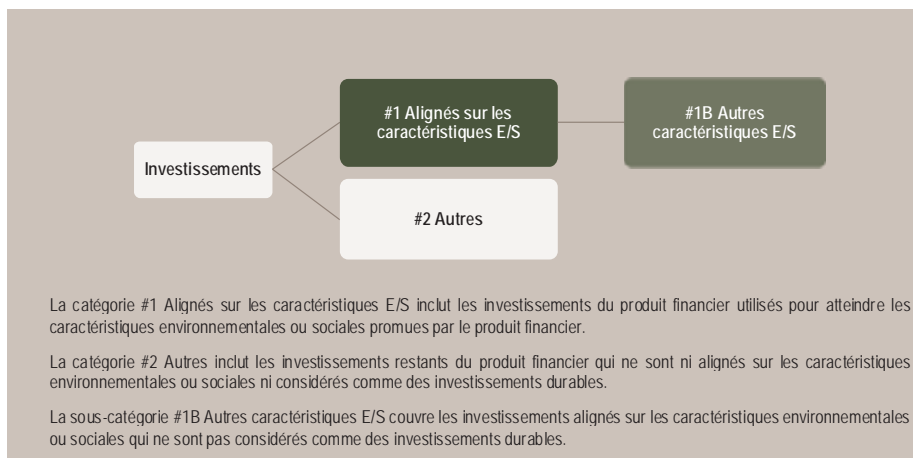 #1 Alignés sur les
caractéristiques E/S
#1B Autres
caractéristiques E/S
Investissements
#2 Autres
La catégorie #1 Alignés sur les caractéristiques E/S inclut les investissements du produit financier utilisés pour atteindre les
caractéristiques environnementales ou sociales promues par le produit financier.
La catégorie #2 Autres inclut les investissements restants du produit financier qui ne sont ni alignés sur les caractéristiques
environnementales ou sociales ni considérés comme des investissements durables.
La sous-catégorie #1B Autres caractéristiques E/S couvre les investissements alignés sur les caractéristiques environnementales
ou sociales qui ne sont pas considérés comme des investissements durables.